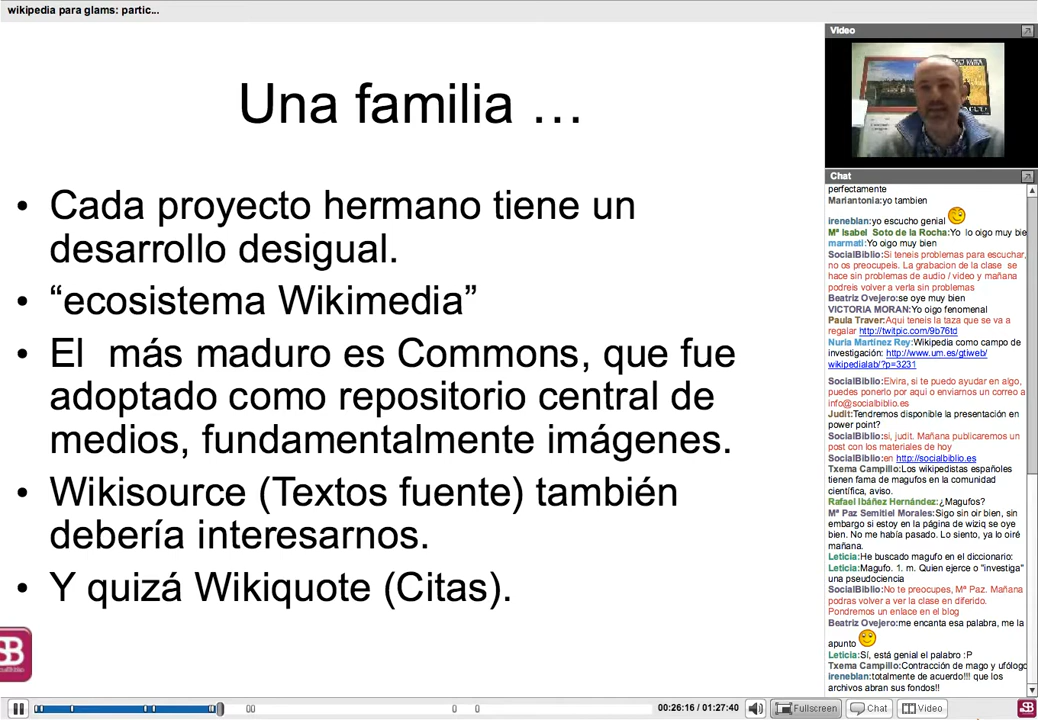 wikipedia para glams: partic...
Una familia …
• Cada proyecto hermano tiene un
desarrollo desigual.
• “ecosistema Wikimedia”
• El más maduro es Commons, que fue
adoptado como repositorio central de
medios, fundamentalmente imágenes.
• Wikisource (Textos fuente) también
debería interesarnos.
• Y quizá Wikiquote (Citas).
SB
Video
Chat
perfectamente
Mariantonia:yo tambien
ireneblan:yo escucho genial
Mª Isabel Soto de la Rocha:Yo lo oigo muy bie
marmati:Yo oigo muy bien
SocialBiblio:Si teneis problemas para escuchar,
no os preocupeis. La grabacion de la clase se
hace sin problemas de audio / video y mañana
podreis volver a verla sin problemas
Beatriz Ovejero:se oye muy bien
VICTORIA MORAN:Yo oigo fenomenal
Paula Traver:Aqui teneis la taza que se va a
regalar http://twitpic.com/9b76td
Nuria Martinez Rey:Wikipedia como campo de
investigación: http://www.um.es/gtiweb/
wikipedialab/?p=3231
SocialBiblio:Elvira, si te puedo ayudar en algo,
puedes ponerlo por aqui o enviarnos un correo a
info@socialbiblio.es
Judit:Tendremos disponible la presentación en
power point?
SocialBiblio:si, judit. Mañana publicaremos un
post con los materiales de hoy
SocialBiblio:en http://socialbiblio.es
Txema Campillo:Los wikipedistas españoles
tienen fama de magufos en la comunidad
científica, aviso.
Rafael Ibáñez Hernández:¿Magufos?
Mª Paz Semitiel Morales:Sigo sin oir bien, sin
embargo si estoy en la página de wiziq se oye
bien. No me había pasado. Lo siento, ya lo oiré
mañana.
Leticia:He buscado magufo en el diccionario:
Leticia:Magufo. 1. m. Quien ejerce o "investiga"
una pseudociencia
SocialBiblio:No te preocupes, Mª Paz. Mañana
podras volver a ver la clase en diferido.
Pondremos un enlace en el blog
Beatriz Ovejero:me encanta esa palabra, me la
apunto
Leticia:Sí, está genial el palabro :P
Txema Campillo:Contracción de mago y ufólogo
ireneblan:totalmente de acuerdo!!! que los
archivos abran sus fondos!!
00:26:16 / 01:27:40
Fullscreen
Chat
Video
SB